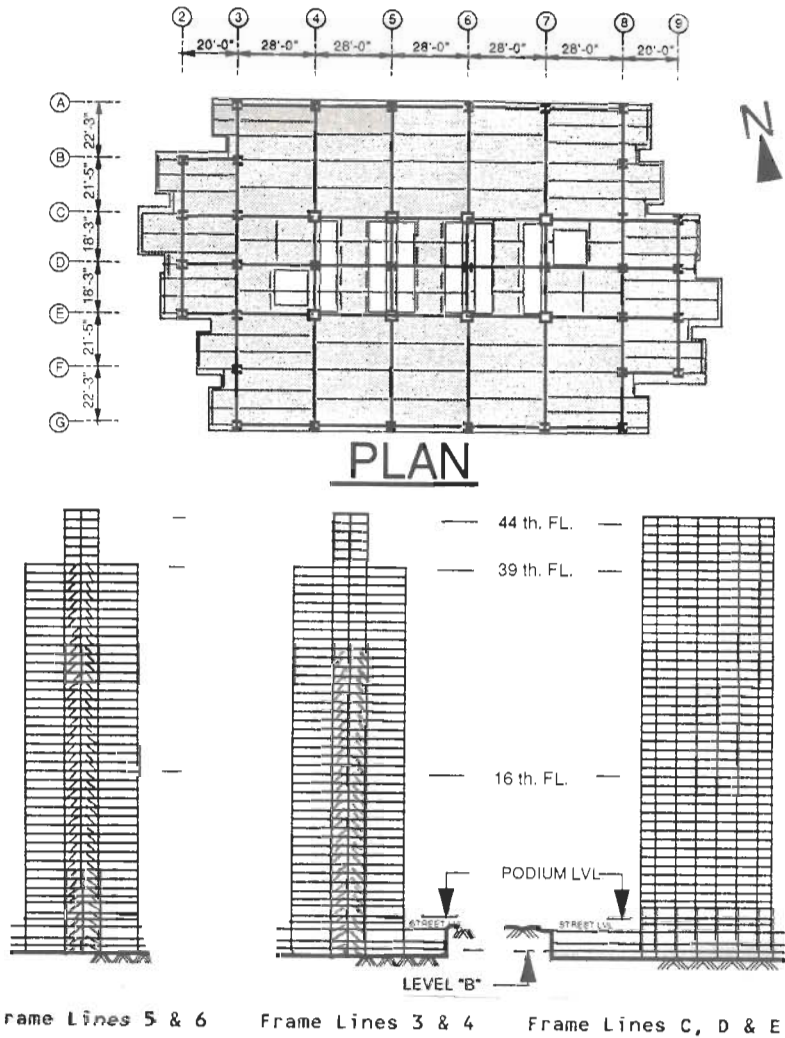 2 3 4 5 6 7 8 9
20'-0" 28'-0" 28'-0" 28'-0" 28'-0" 28'-0" 20'-0"
N
A
22'-3"
B
21'-5"
C
18'-3"
D
18'-3"
E
21'-5"
F
22'-3"
G
PLAN
44 th. FL.
39 th. FL.
16 th. FL.
PODIUM LVL
STREET LVL STREET LVL
LEVEL "B"
rame Lines 5 & 6 Frame Lines 3 & 4 Frame Lines C, D & E